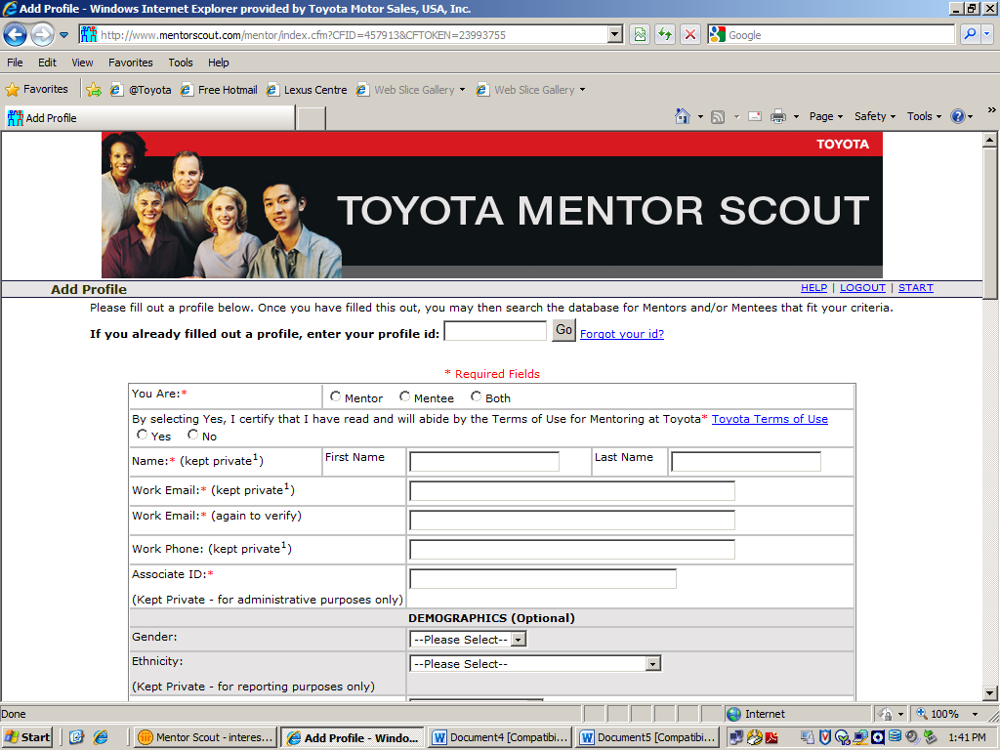 Add Profile - Windows Internet Explorer provided by Toyota Motor Sales, USA, Inc.
http://www.mentorscout.com/mentor/index.cfm?CFID=457913&CFTOKEN=23993755
Google
File Edit View Favorites Tools Help
Favorites @Toyota Free Hotmail Lexus Centre Web Slice Gallery Web Slice Gallery
Add Profile
Page Safety Tools »
TOYOTA
TOYOTA MENTOR SCOUT
Add Profile
HELP | LOGOUT | START
Please fill out a profile below. Once you have filled this out, you may then search the database for Mentors and/or Mentees that fit your criteria.
If you already filled out a profile, enter your profile id: Go Forgot your id?
* Required Fields
You Are:* Mentor Mentee Both
By selecting Yes, I certify that I have read and will abide by the Terms of Use for Mentoring at Toyota* Toyota Terms of Use
Yes No
Name:* (kept private1) First Name Last Name
Work Email:* (kept private1)
Work Email:* (again to verify)
Work Phone: (kept private1)
Associate ID:*
(Kept Private - for administrative purposes only)
DEMOGRAPHICS (Optional)
Gender: --Please Select--
Ethnicity: --Please Select--
(Kept Private - for reporting purposes only)
Done Internet 100%
Start Mentor Scout - interes... Add Profile - Windo... Document4 [Compatibi... Document5 [Compatibi... 1:41 PM